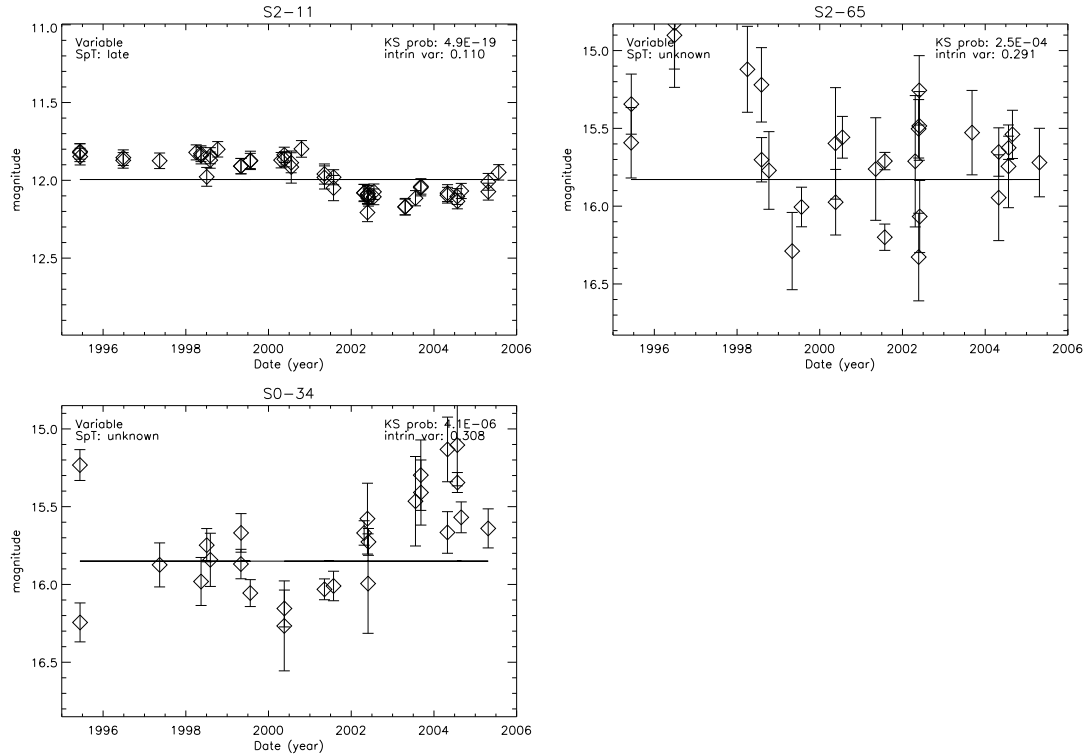 S2-11
Variable
SpT: late
KS prob: 4.9E-19
intrin var: 0.110
magnitude
11.0
11.5
12.0
12.5
1996 1998 2000 2002 2004 2006
Date (year)
S2-65
Variable
SpT: unknown
KS prob: 2.5E-04
intrin var: 0.291
magnitude
15.0
15.5
16.0
16.5
1996 1998 2000 2002 2004 2006
Date (year)
S0-34
Variable
SpT: unknown
KS prob: 4.1E-06
intrin var: 0.308
magnitude
15.0
15.5
16.0
16.5
1996 1998 2000 2002 2004 2006
Date (year)